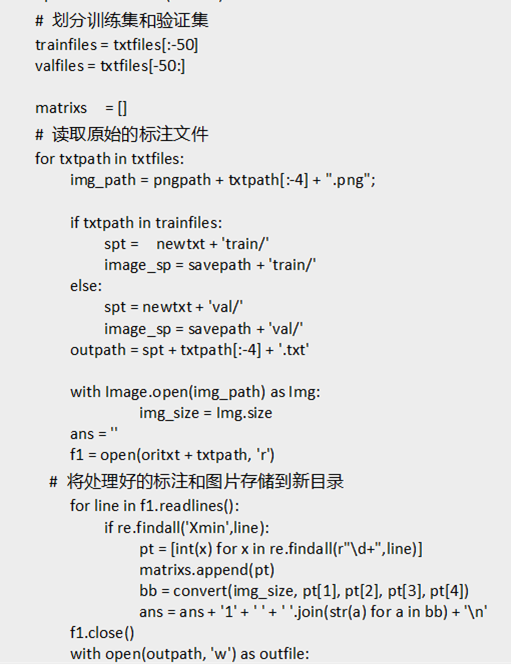 # 划分训练集和验证集
trainfiles = txtfiles[:-50]
valfiles = txtfiles[-50:]
matrixs = []
# 读取原始的标注文件
for txtpath in txtfiles:
img_path = pngpath + txtpath[:-4] + ".png";
if txtpath in trainfiles:
spt = newtxt + 'train/'
image_sp = savepath + 'train/'
else:
spt = newtxt + 'val/'
image_sp = savepath + 'val/'
outpath = spt + txtpath[:-4] + '.txt'
with Image.open(img_path) as Img:
img_size = Img.size
ans = ''
f1 = open(oritxt + txtpath, 'r')
# 将处理好的标注和图片存储到新目录
for line in f1.readlines():
if re.findall('Xmin',line):
pt = [int(x) for x in re.findall(r"\d+",line)]
matrixs.append(pt)
bb = convert(img_size, pt[1], pt[2], pt[3], pt[4])
ans = ans + '1' + ' ' + ' '.join(str(a) for a in bb) + '\n'
f1.close()
with open(outpath, 'w') as outfile: